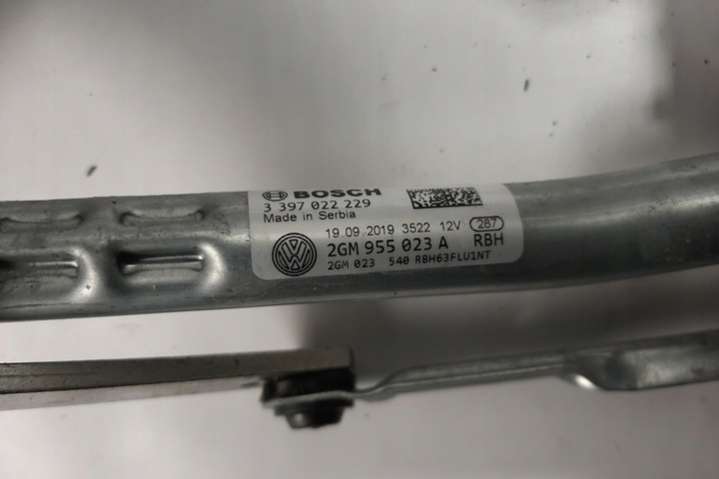 BOSCH
3 397 022 229
Made in Serbia
19.09.2019 3522 12V 287
2GM 955 023 A RBH
2GM 023 540 RBH63FLU1NT